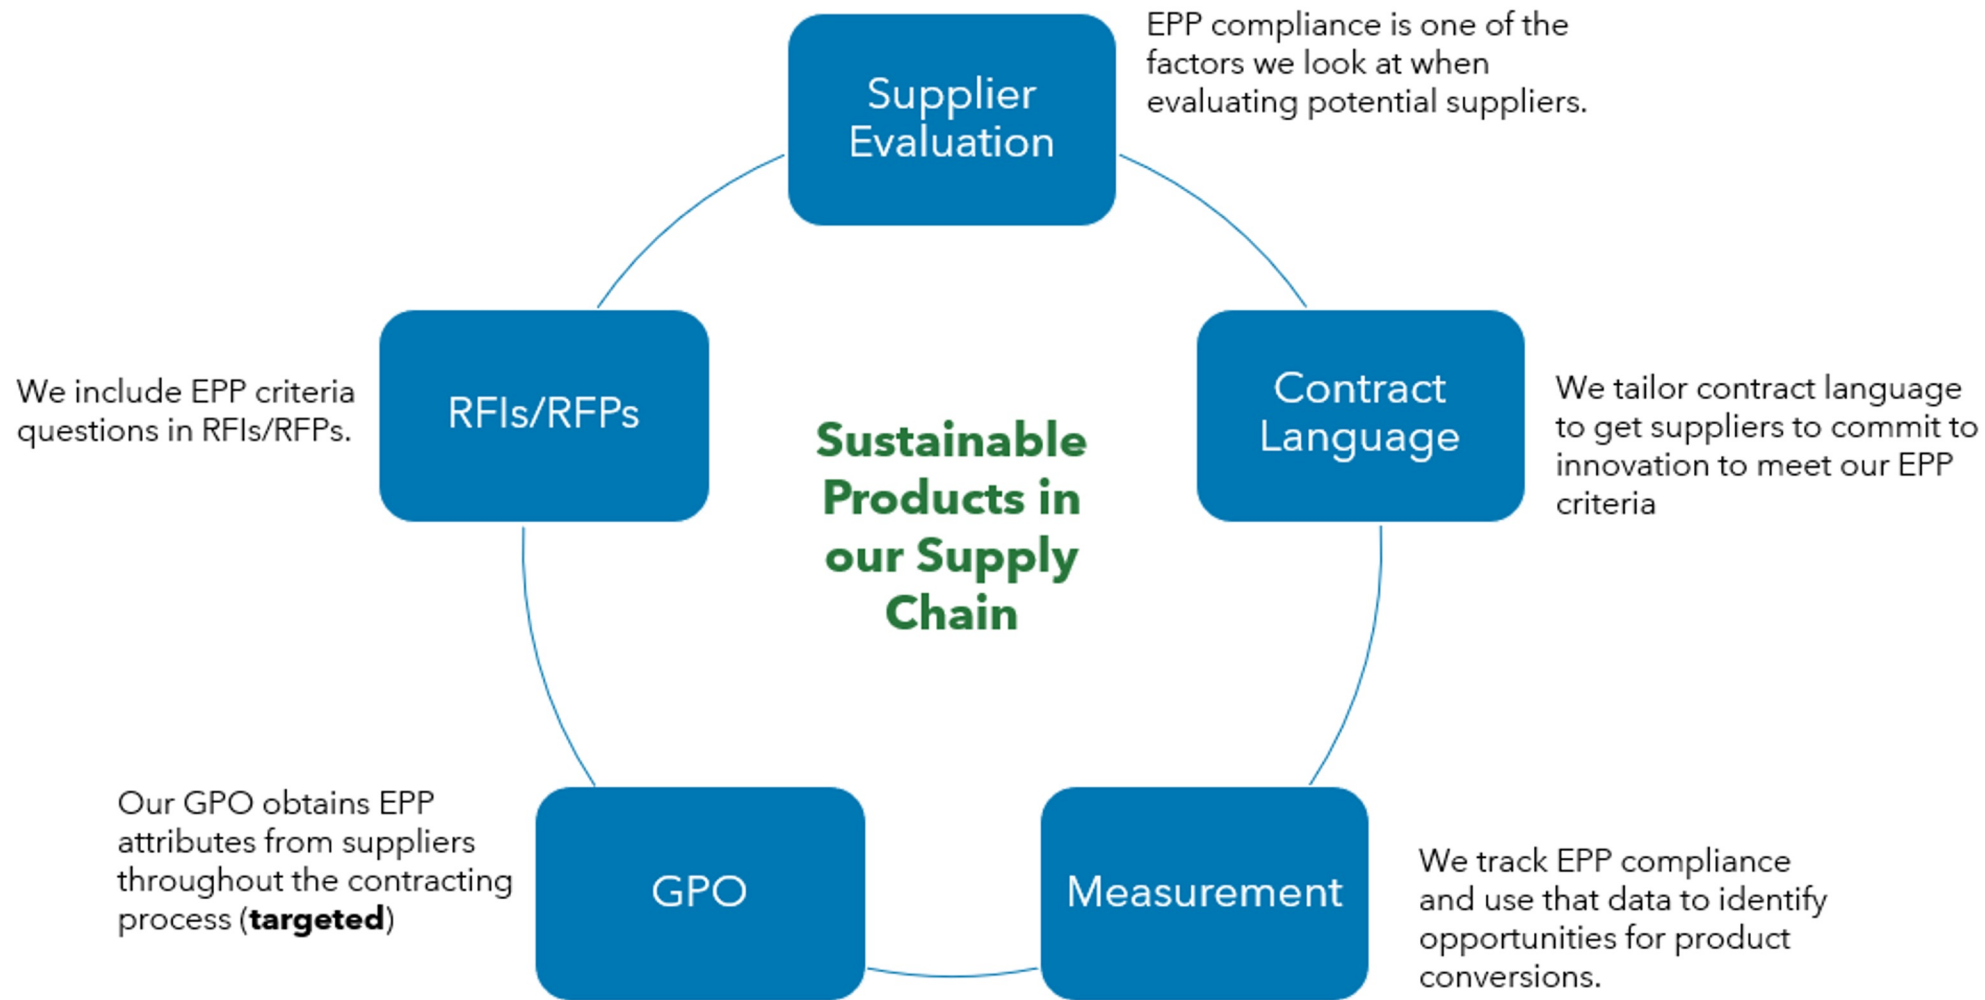 Supplier
Evaluation
EPP compliance is one of the
factors we look at when
evaluating potential suppliers.
Contract
Language
We tailor contract language
to get suppliers to commit to
innovation to meet our EPP
criteria
Measurement
We track EPP compliance
and use that data to identify
opportunities for product
conversions.
GPO
Our GPO obtains EPP
attributes from suppliers
throughout the contracting
process (targeted)
RFIs/RFPs
We include EPP criteria
questions in RFIs/RFPs.
Sustainable
Products in
our Supply
Chain